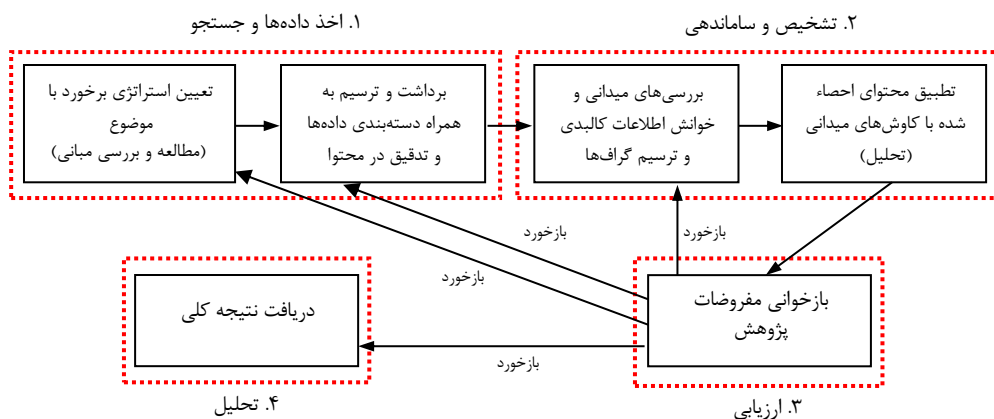 ۱. اخذ داده‌ها و جستجو
۲. تشخیص و ساماندهی
تعیین استراتژی برخورد با
موضوع
(مطالعه و بررسی مبانی)
برداشت و ترسیم به
همراه دسته‌بندی داده‌ها
و تدقیق در محتوا
بررسی‌های میدانی و
خوانش اطلاعات کالبدی
و ترسیم گراف‌ها
تطبیق محتوای احصاء
شده با کاوش‌های میدانی
(تحلیل)
بازخورد
بازخورد
بازخورد
بازخوانی مفروضات
پژوهش
دریافت نتیجه کلی
بازخورد
۳. ارزیابی
۴. تحلیل